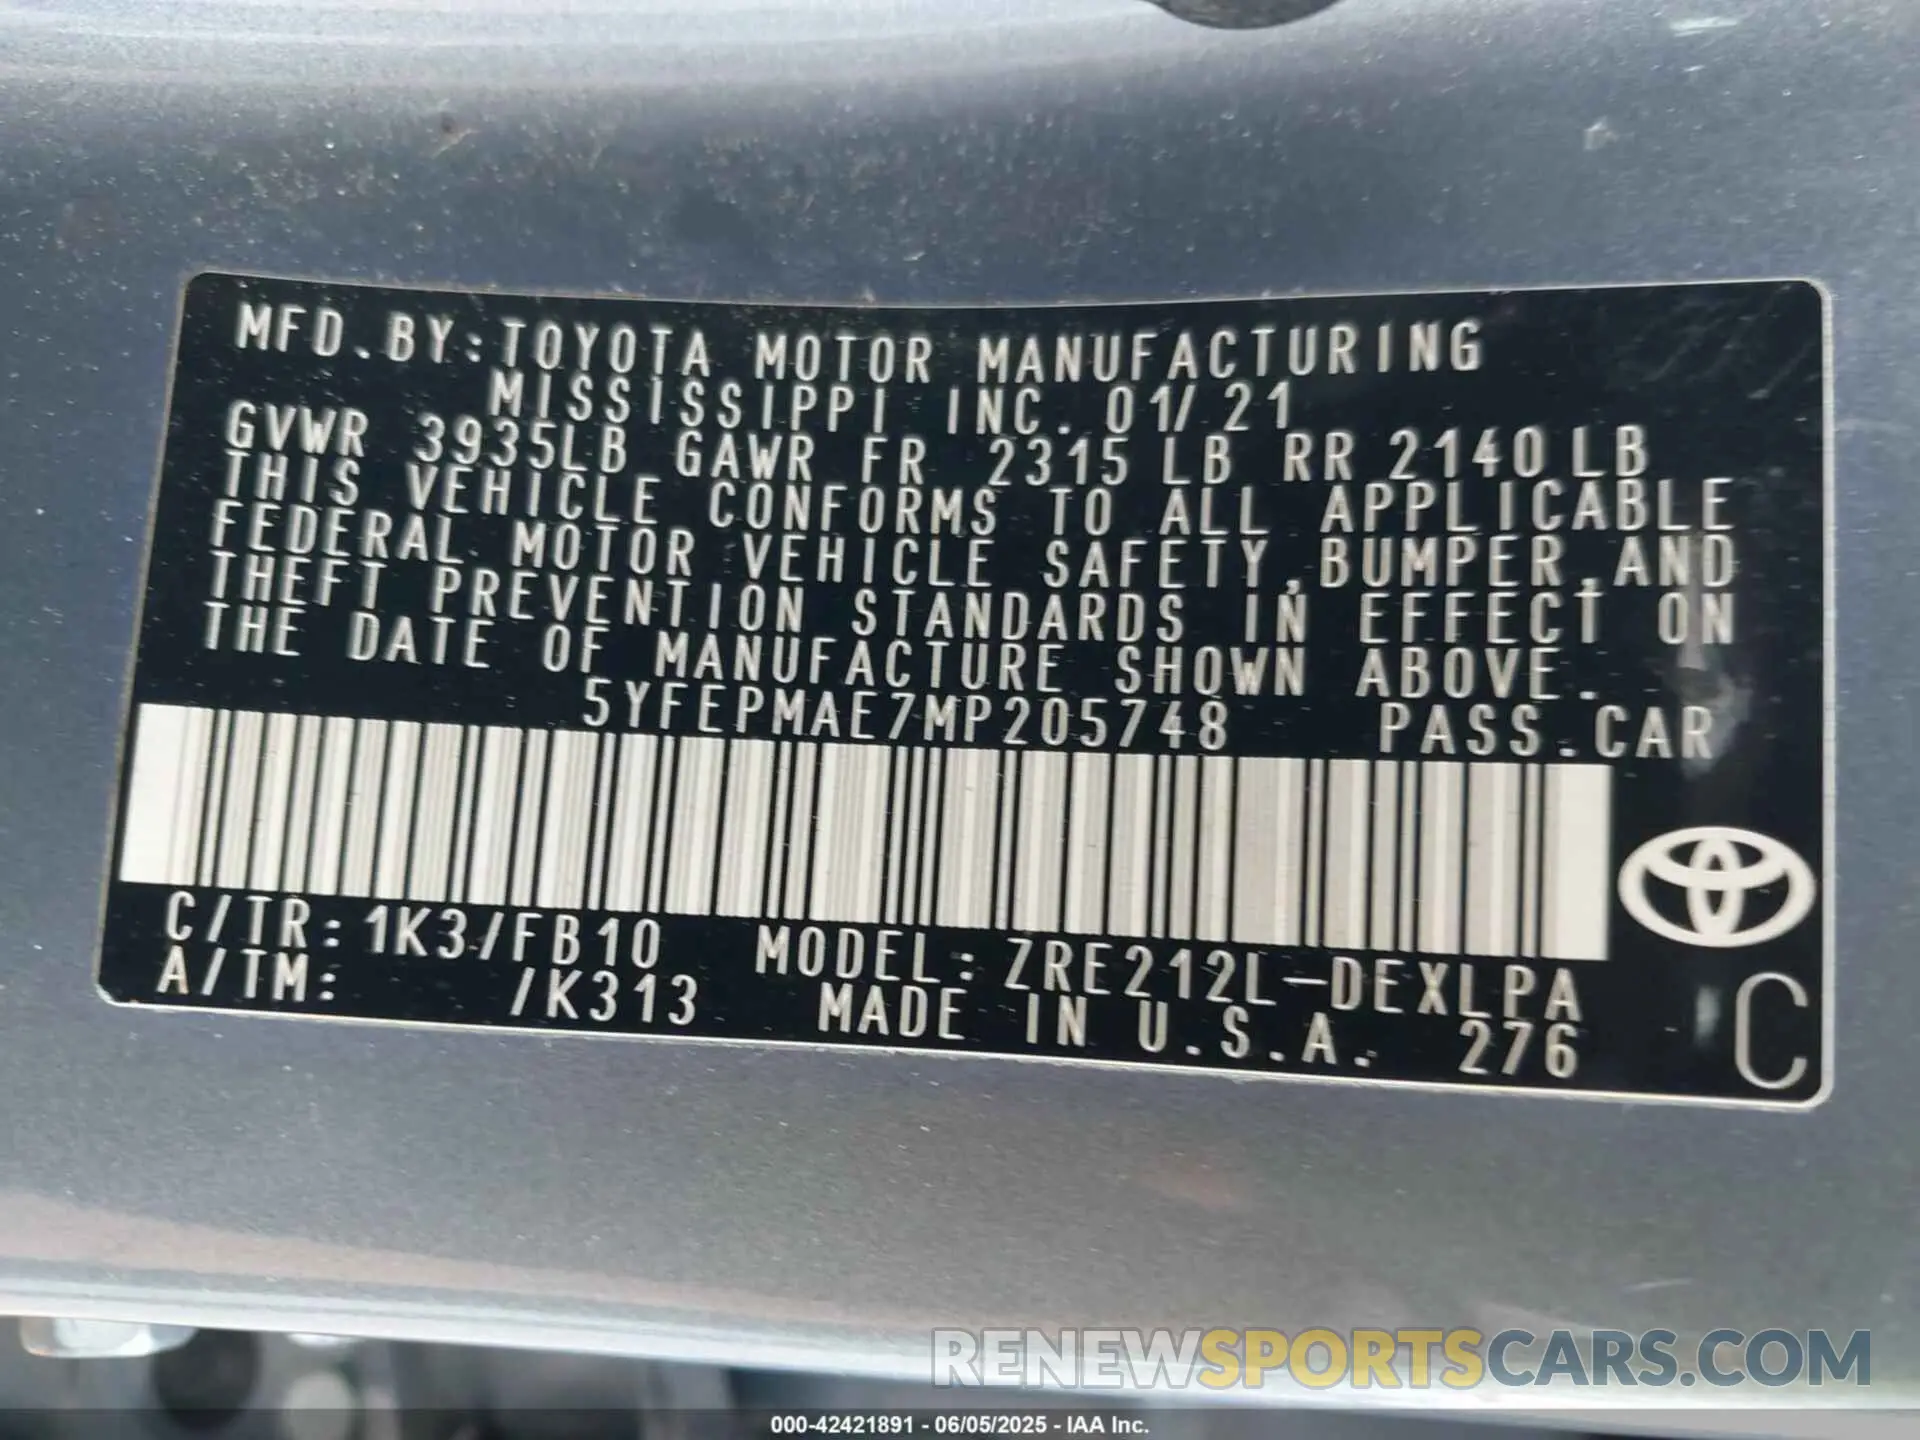 MFD.BY:TOYOTA MOTOR MANUFACTURING
MISSISSIPPI INC. 01/21
GVWR 3935LB GAWR FR 2315LB RR 2140LB
THIS VEHICLE CONFORMS TO ALL APPLICABLE
FEDERAL MOTOR VEHICLE SAFETY,BUMPER,AND
THEFT PREVENTION STANDARDS IN EFFECT ON
THE DATE OF MANUFACTURE SHOWN ABOVE.
5YFEPMAE7MP205748 PASS.CAR
C/TR:1K3/FB10 MODEL:ZRE212L-DEXLPA
A/TM: /K313 MADE IN U.S.A. 276
C
RENEWSPORTSCARS.COM
000-42421891 - 06/05/2025 - IAA Inc.